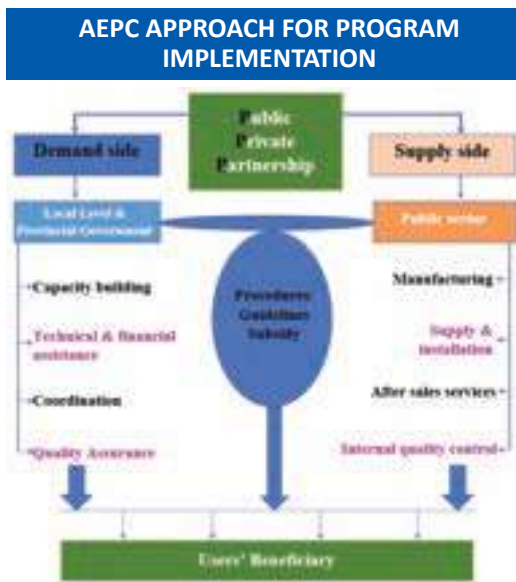 AEPC APPROACH FOR PROGRAM
IMPLEMENTATION
Public
Private
Partnership
Demand side
Supply side
Local Level &
Provincial Government
Public sector
Procedures
Guideline
Subsidy
Capacity building
Technical & financial
assistance
Coordination
Quality Assurance
Manufacturing
Supply &
installation
After sales services
Internal quality control
Users' Beneficiary